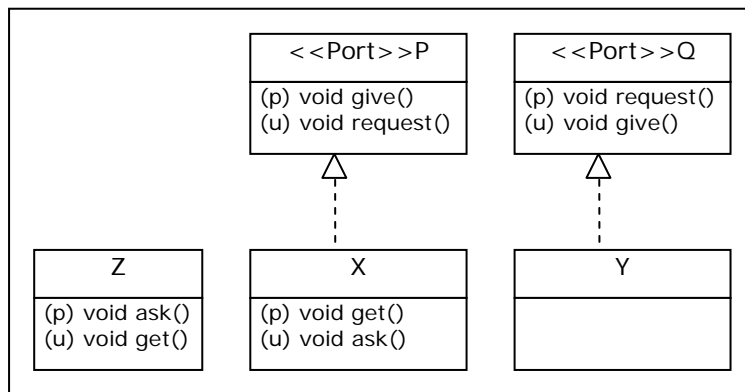 <<Port>>P
(p) void give()
(u) void request()
<<Port>>Q
(p) void request()
(u) void give()
Z
(p) void ask()
(u) void get()
X
(p) void get()
(u) void ask()
Y